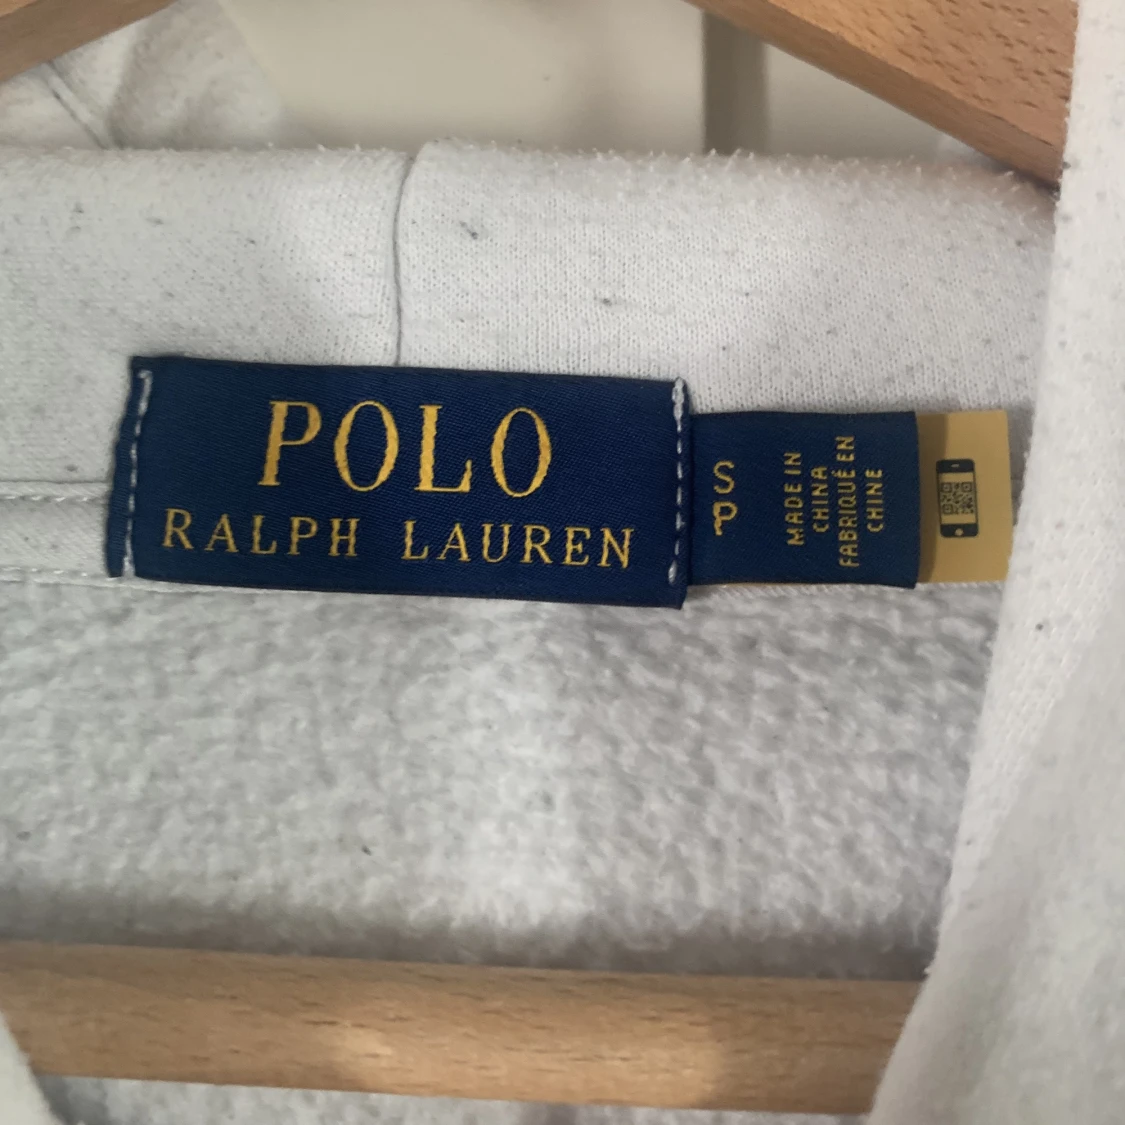 POLO
RALPH LAUREN
S
P
MADE IN
CHINA
FABRIQUÉ EN
CHINE